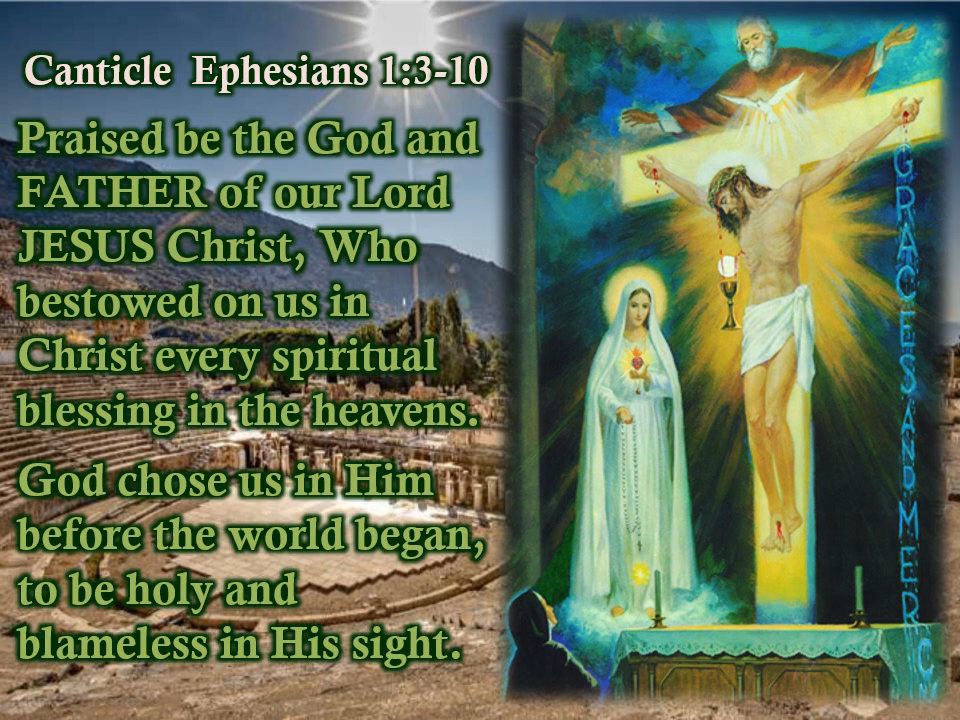 Canticle Ephesians 1:3-10
Praised be the God and
FATHER of our Lord
JESUS Christ, Who
bestowed on us in
Christ every spiritual
blessing in the heavens.
God chose us in Him
before the world began,
to be holy and
blameless in His sight.
GRACES AND MERCY